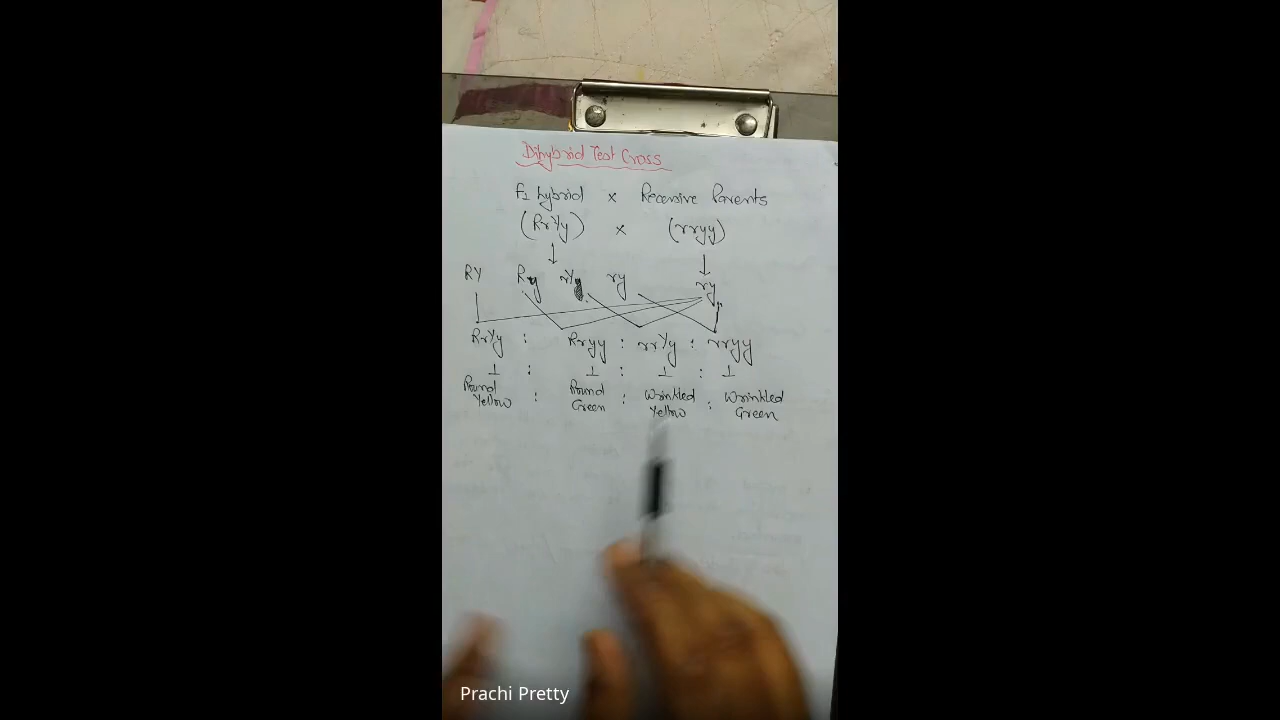 Dihybrid Test Cross
F1 hybrid × Recessive Parents
(RrYy) × (rryy)
RY Ry rY ry ry
RrYy : Rryy : rrYy : rryy
1 : 1 : 1 : 1
Round Yellow : Round Green : Wrinkled Yellow : Wrinkled Green
Prachi Pretty